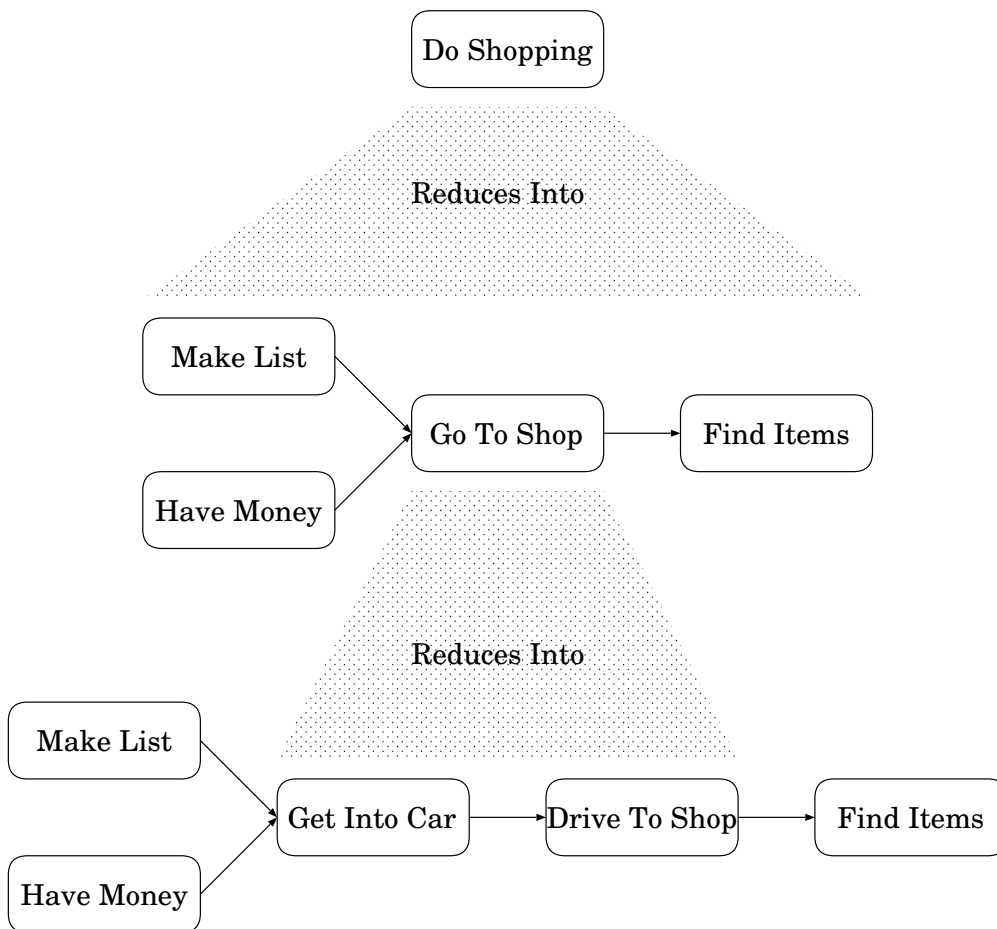 Do Shopping
Reduces Into
Make List
Go To Shop
Find Items
Have Money
Reduces Into
Make List
Get Into Car
Drive To Shop
Find Items
Have Money